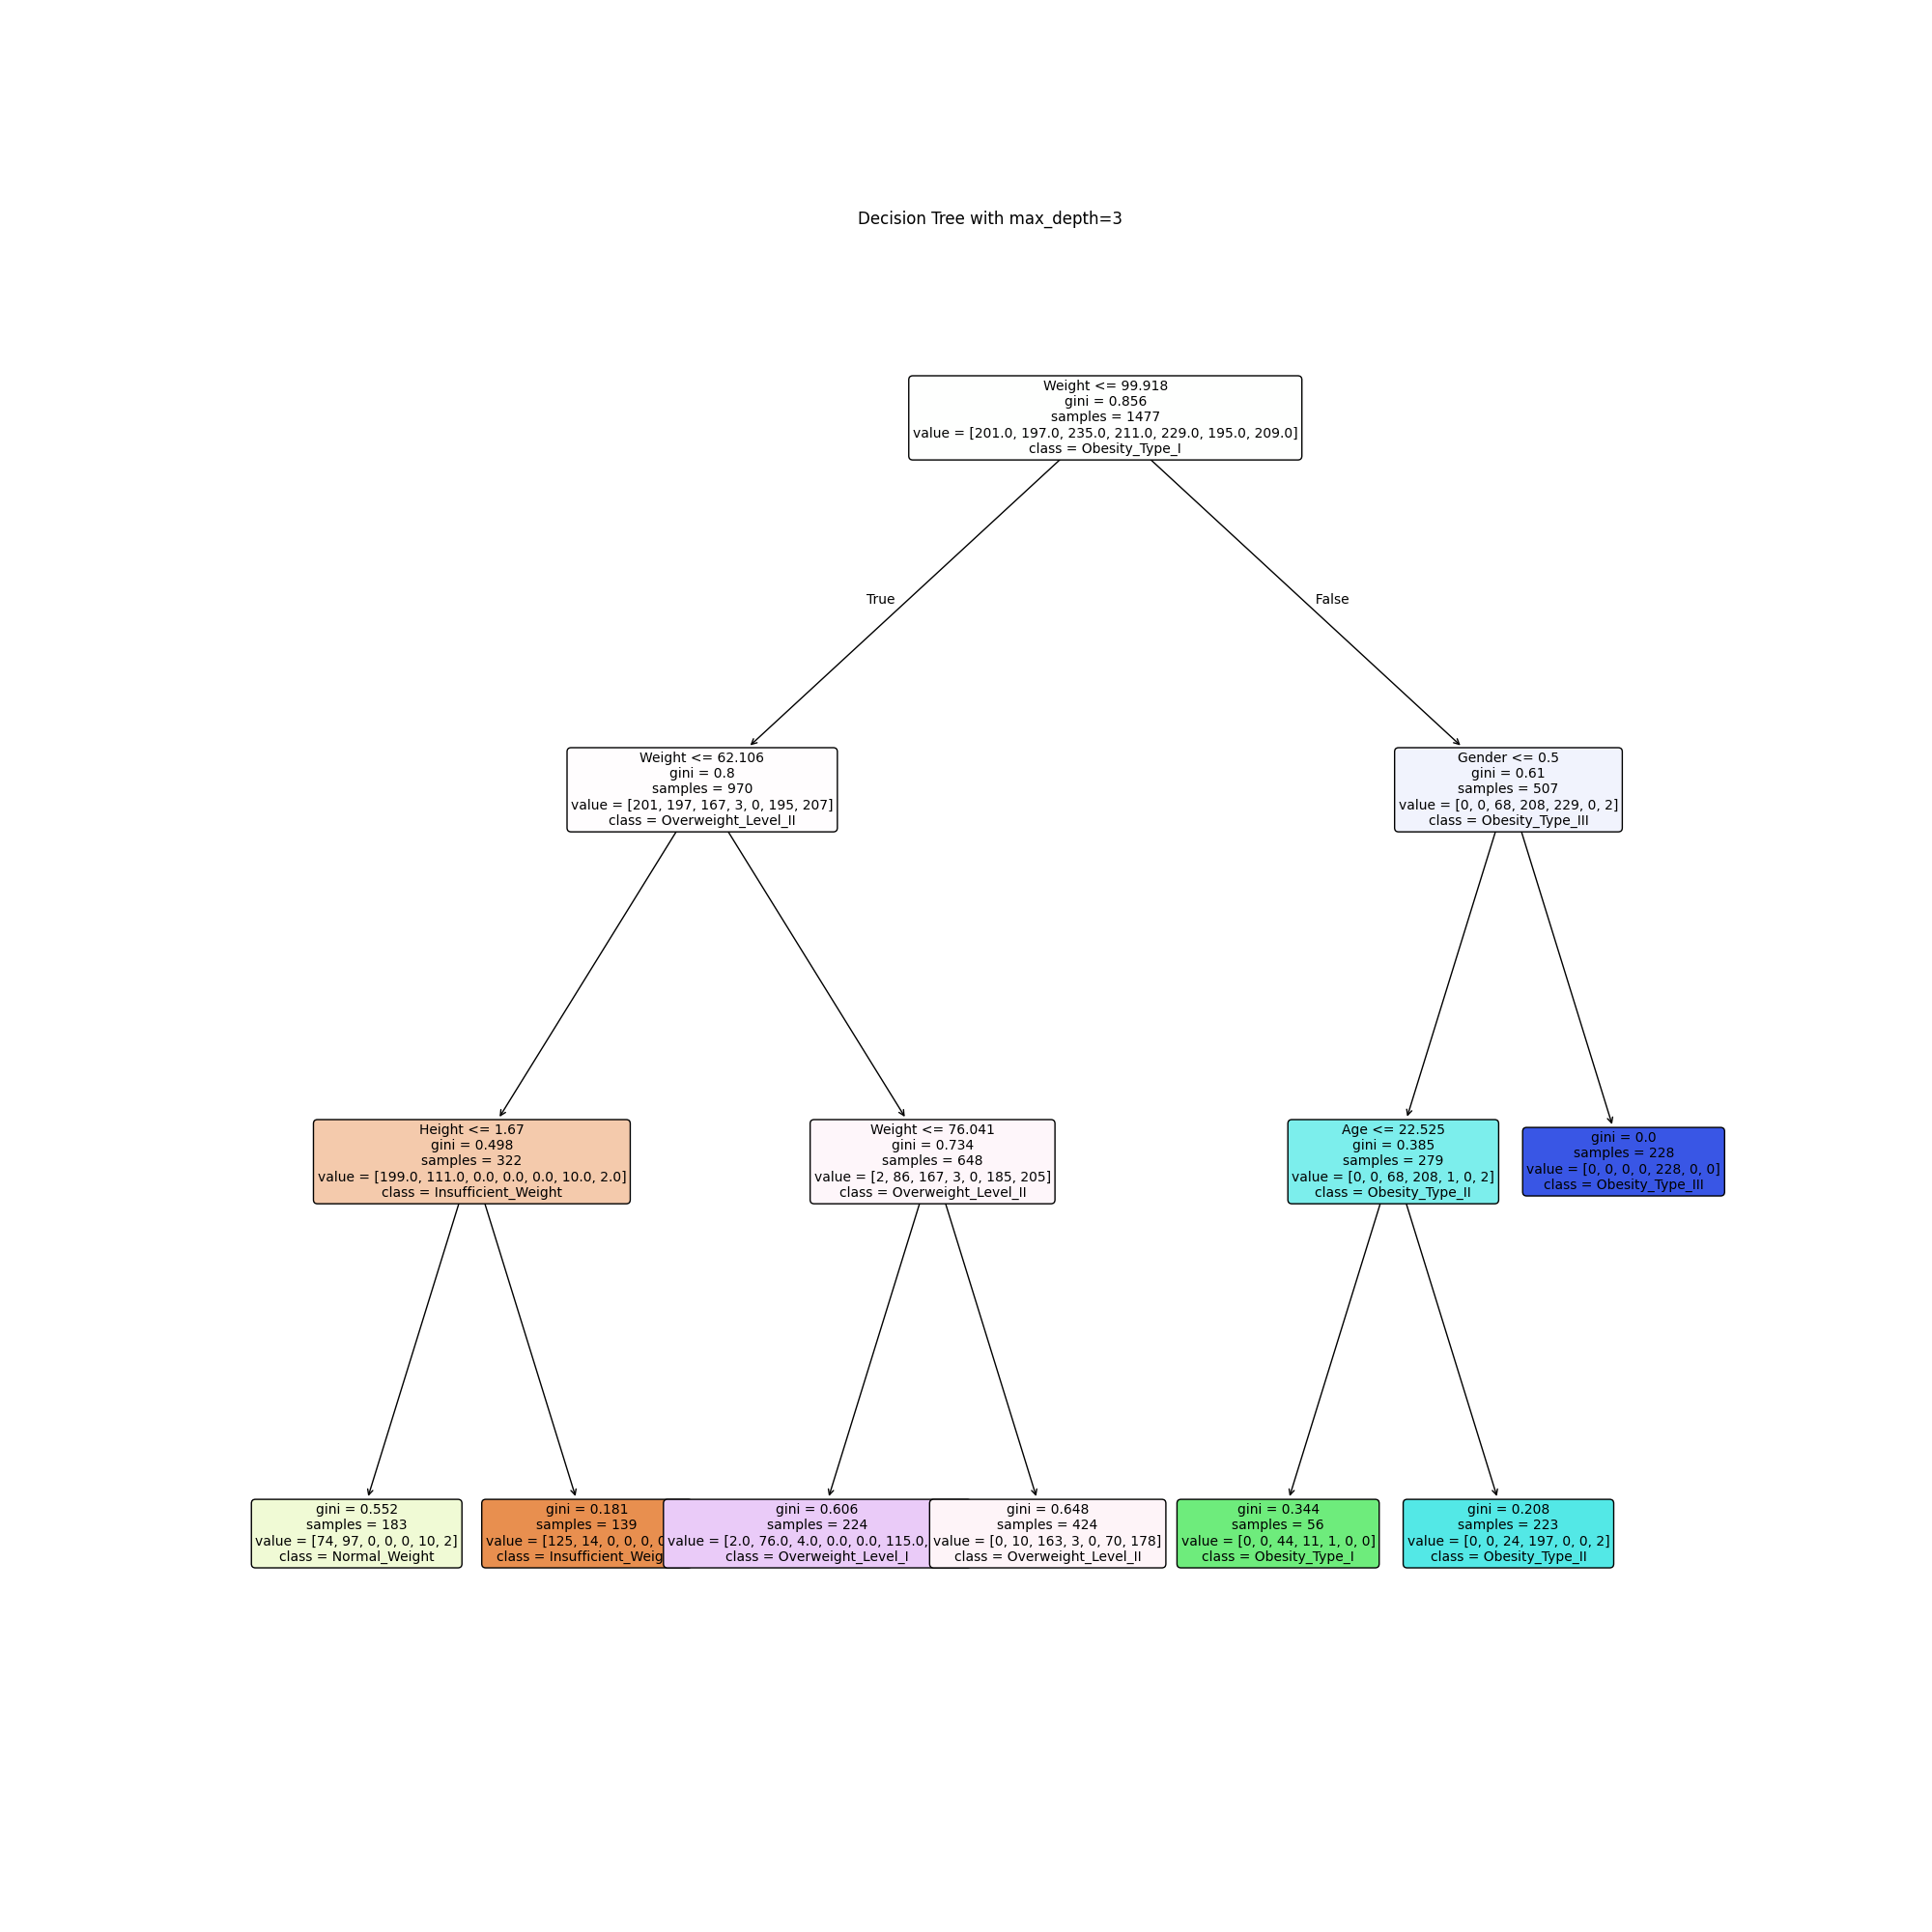 Decision Tree with max_depth=3
Weight <= 99.918
gini = 0.856
samples = 1477
value = [201.0, 197.0, 235.0, 211.0, 229.0, 195.0, 209.0]
class = Obesity_Type_I
True
False
Weight <= 62.106
gini = 0.8
samples = 970
value = [201, 197, 167, 3, 0, 195, 207]
class = Overweight_Level_II
Gender <= 0.5
gini = 0.61
samples = 507
value = [0, 0, 68, 208, 229, 0, 2]
class = Obesity_Type_III
Height <= 1.67
gini = 0.498
samples = 322
value = [199.0, 111.0, 0.0, 0.0, 0.0, 10.0, 2.0]
class = Insufficient_Weight
Weight <= 76.041
gini = 0.734
samples = 648
value = [2, 86, 167, 3, 0, 185, 205]
class = Overweight_Level_II
Age <= 22.525
gini = 0.385
samples = 279
value = [0, 0, 68, 208, 1, 0, 2]
class = Obesity_Type_II
gini = 0.0
samples = 228
value = [0, 0, 0, 0, 228, 0, 0]
class = Obesity_Type_III
gini = 0.552
samples = 183
value = [74, 97, 0, 0, 0, 10, 2]
class = Normal_Weight
gini = 0.181
samples = 139
value = [125, 14, 0, 0, 0,
class = Insufficient_Weig
gini = 0.606
samples = 224
value = [2.0, 76.0, 4.0, 0.0, 0.0, 115.0,
class = Overweight_Level_I
gini = 0.648
samples = 424
value = [0, 10, 163, 3, 0, 70, 178]
class = Overweight_Level_II
gini = 0.344
samples = 56
value = [0, 0, 44, 11, 1, 0, 0]
class = Obesity_Type_I
gini = 0.208
samples = 223
value = [0, 0, 24, 197, 0, 0, 2]
class = Obesity_Type_II